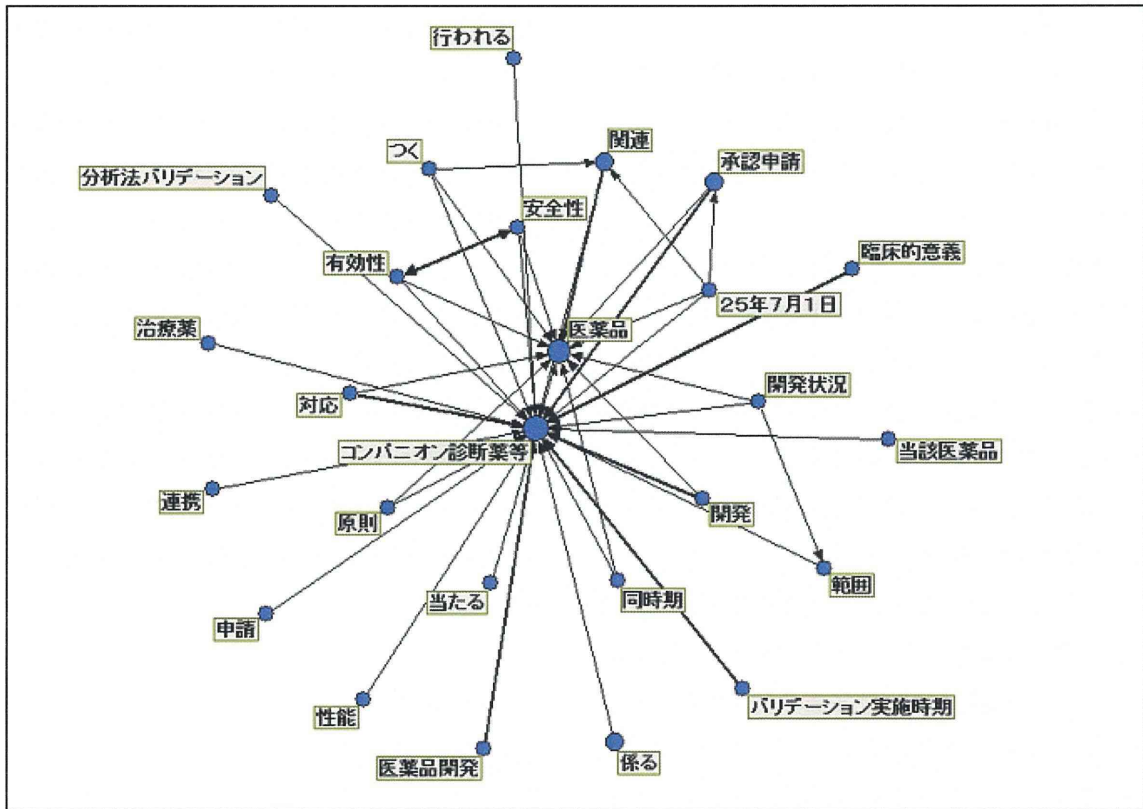 行われる
つく
関連
承認申請
分析法バリデーション
安全性
有効性
臨床的意義
25年7月1日
治療薬
医薬品
対応
開発状況
コンパニオン診断薬等
当該医薬品
連携
原則
開発
当たる
同時期
範囲
申請
性能
バリデーション実施時期
医薬品開発
係る